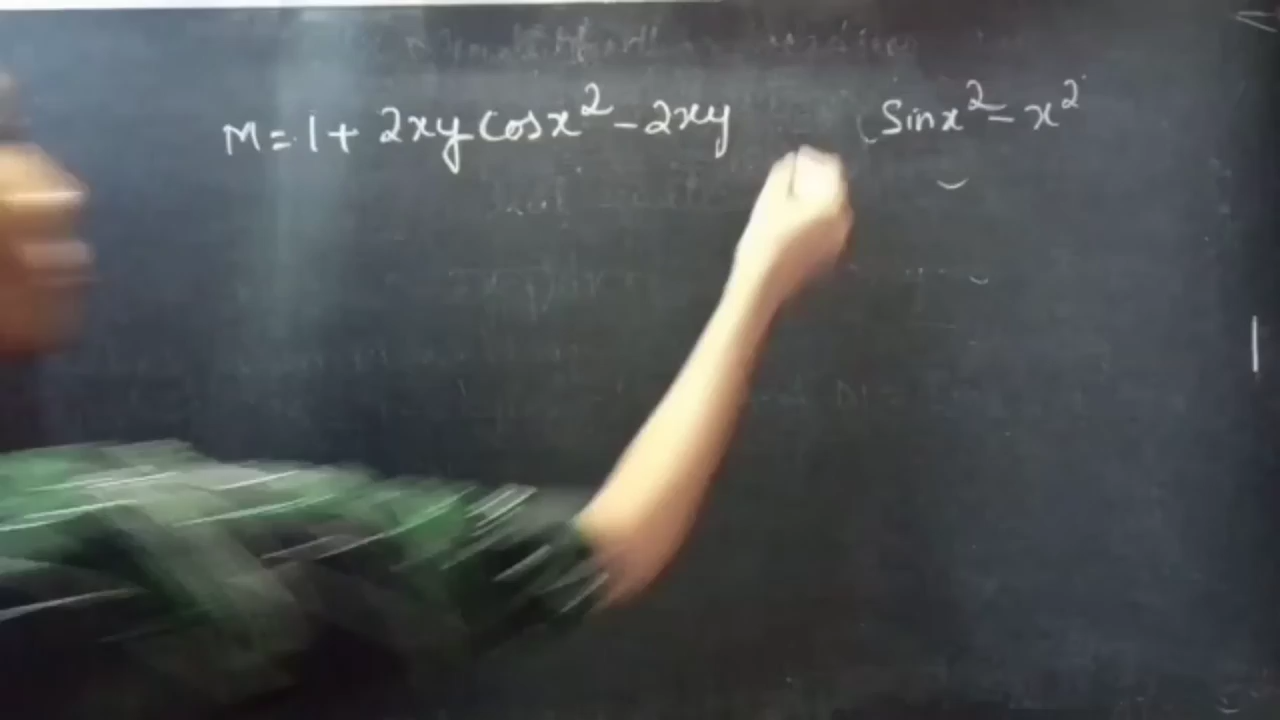 M = 1 + 2xy cos x² - 2xy sin x² - x²